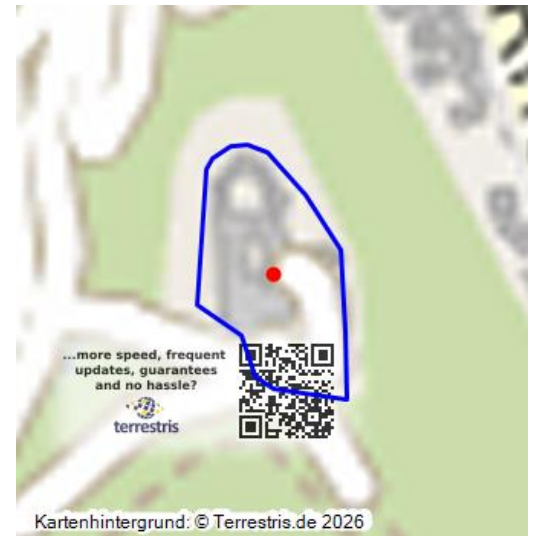 ...more speed, frequent
updates, guarantees
and no hassle?
terrestris
Kartenhintergrund: © Terrestris.de 2026